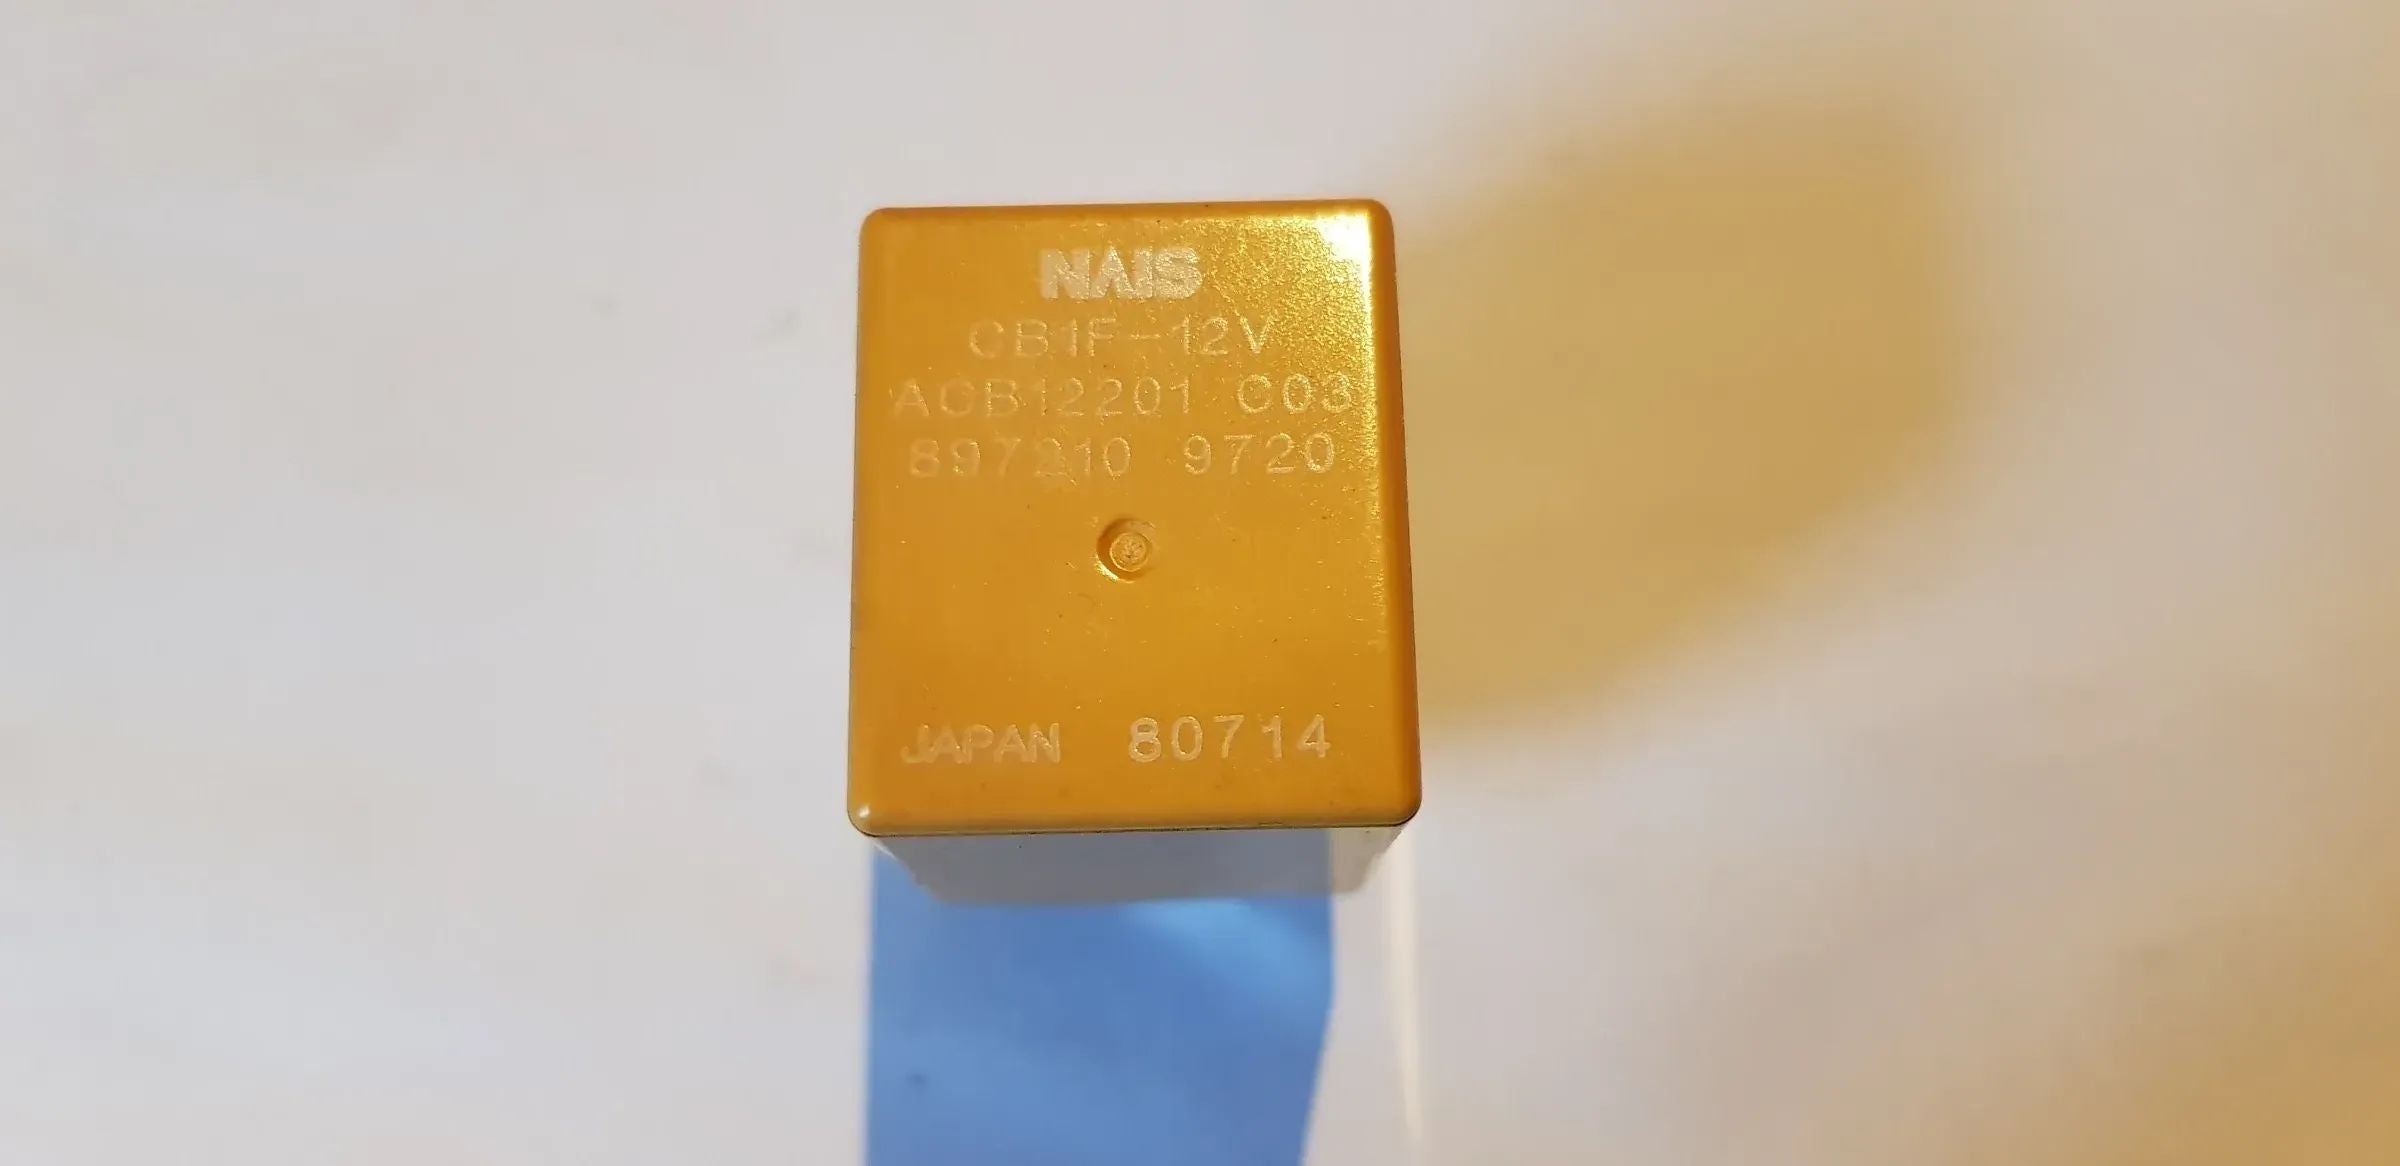 NAIS
CB1F-12V
ACB12201 C03
897210 9720
JAPAN 80714